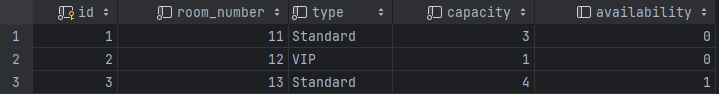 id room_number type capacity availability
1 1 11 Standard 3 0
2 2 12 VIP 1 0
3 3 13 Standard 4 1